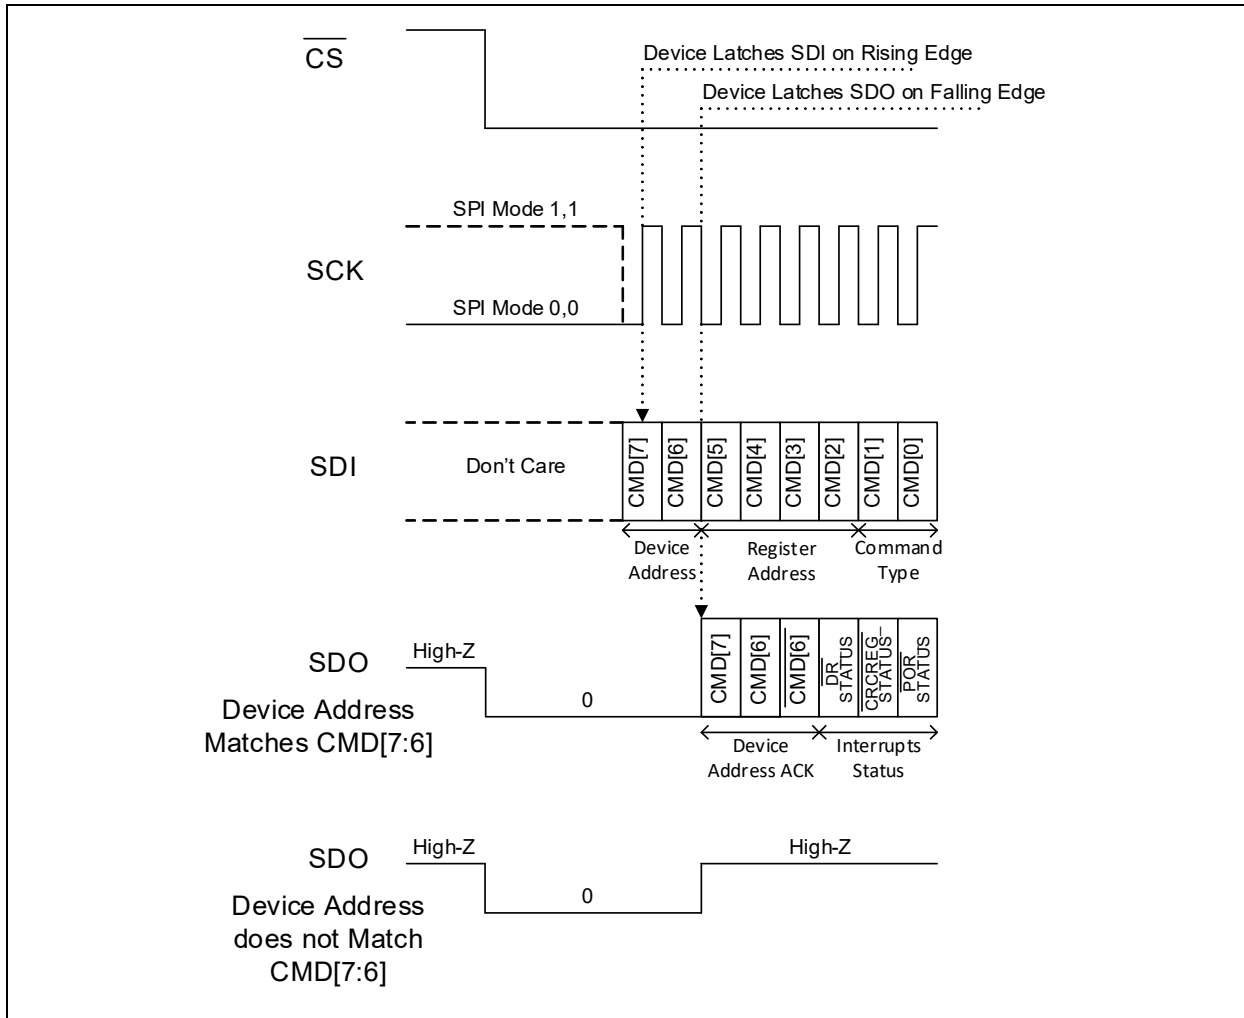 CS
Device Latches SDI on Rising Edge
Device Latches SDO on Falling Edge
SPI Mode 1,1
SCK
SPI Mode 0,0
SDI
Don't Care
CMD[7]
CMD[6]
CMD[5]
CMD[4]
CMD[3]
CMD[2]
CMD[1]
CMD[0]
Device
Address
Register
Address
Command
Type
SDO
Device Address
Matches CMD[7:6]
High-Z
0
CMD[7]
CMD[6]
CMD[6]
DR
STATUS
CRCREG
STATUS
POR
STATUS
Device
Address ACK
Interrupts
Status
SDO
Device Address
does not Match
CMD[7:6]
High-Z
0
High-Z